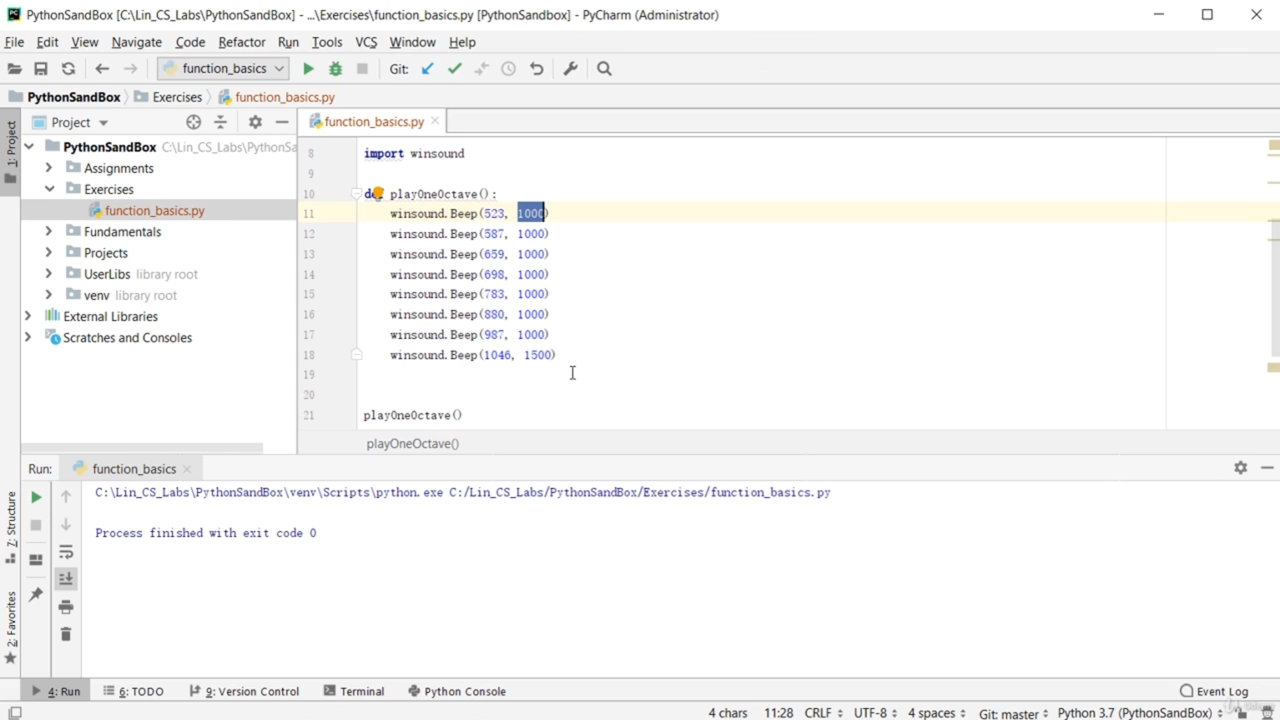 PythonSandBox [C:\Lin_CS_Labs\PythonSandBox] - ...\Exercises\function_basics.py [PythonSandbox] - PyCharm (Administrator)
File Edit View Navigate Code Refactor Run Tools VCS Window Help
function_basics Git:
PythonSandBox Exercises function_basics.py
1: Project
Project
function_basics.py
PythonSandBox C:\Lin_CS_Labs\PythonSa
Assignments
Exercises
function_basics.py
Fundamentals
Projects
UserLibs library root
venv library root
External Libraries
Scratches and Consoles
8 import winsound
9
10 def playOneOctave():
11 winsound.Beep(523, 1000)
12 winsound.Beep(587, 1000)
13 winsound.Beep(659, 1000)
14 winsound.Beep(698, 1000)
15 winsound.Beep(783, 1000)
16 winsound.Beep(880, 1000)
17 winsound.Beep(987, 1000)
18 winsound.Beep(1046, 1500)
19
20
21 playOneOctave()
playOneOctave()
Run: function_basics
C:\Lin_CS_Labs\PythonSandBox\venv\Scripts\python.exe C:/Lin_CS_Labs/PythonSandBox/Exercises/function_basics.py
Process finished with exit code 0
Z: Structure
2: Favorites
4: Run 6: TODO 9: Version Control Terminal Python Console Event Log
4 chars 11:28 CRLF UTF-8 4 spaces Git: master Python 3.7 (PythonSandBox)